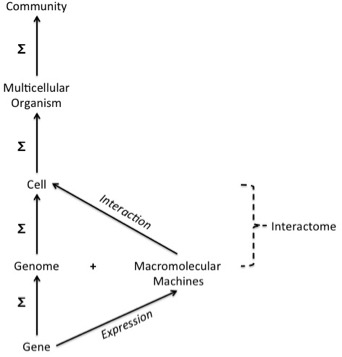 Community
Σ
Multicellular
Organism
Σ
Cell
Interaction
Σ
Interactome
Genome + Macromolecular
Machines
Σ
Expression
Gene